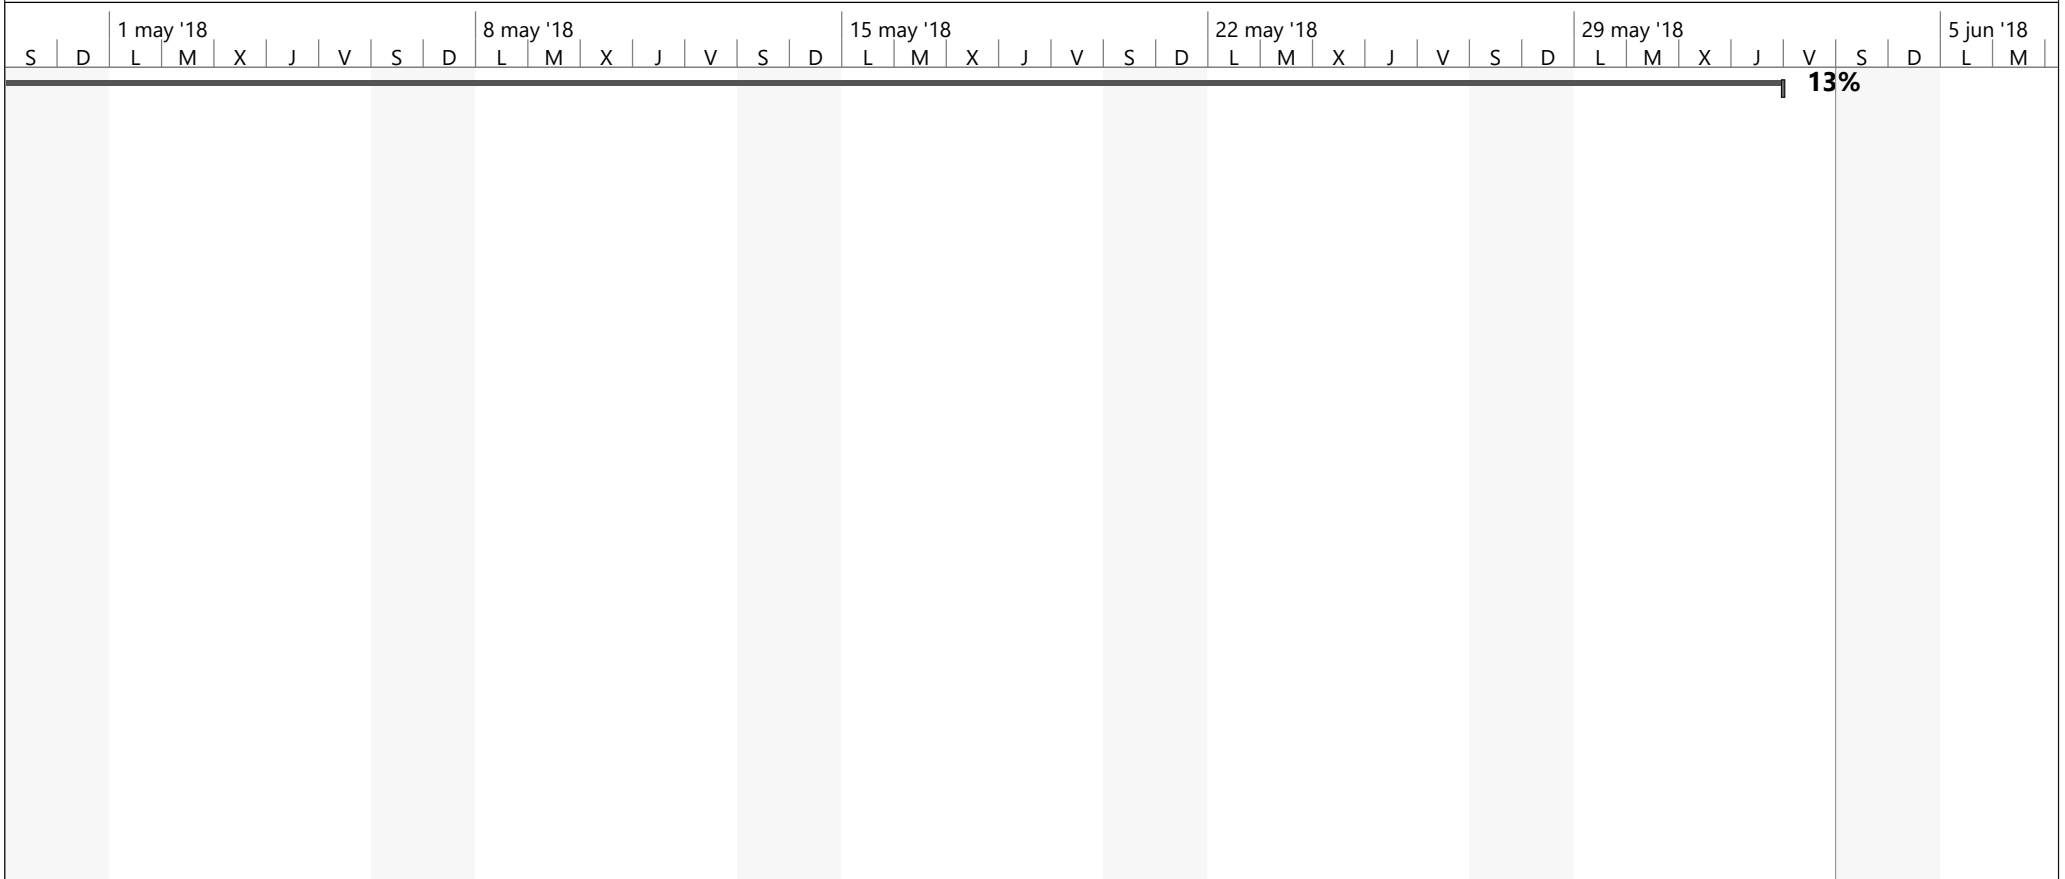 1 may '18 8 may '18 15 may '18 22 may '18 29 may '18 5 jun '18
S D L M X J V S D L M X J V S D L M X J V S D L M X J V S D L M X J V S D L M
13%